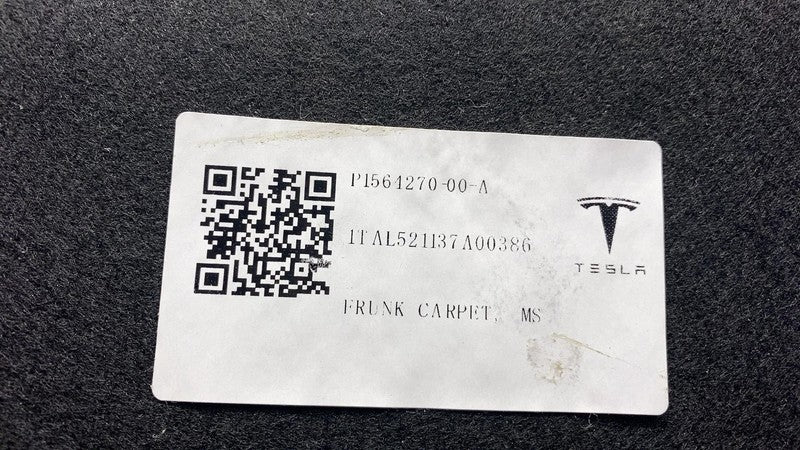 P1564270-00-A
1TAL521137A00386
FRUNK CARPET, MS
TESLA